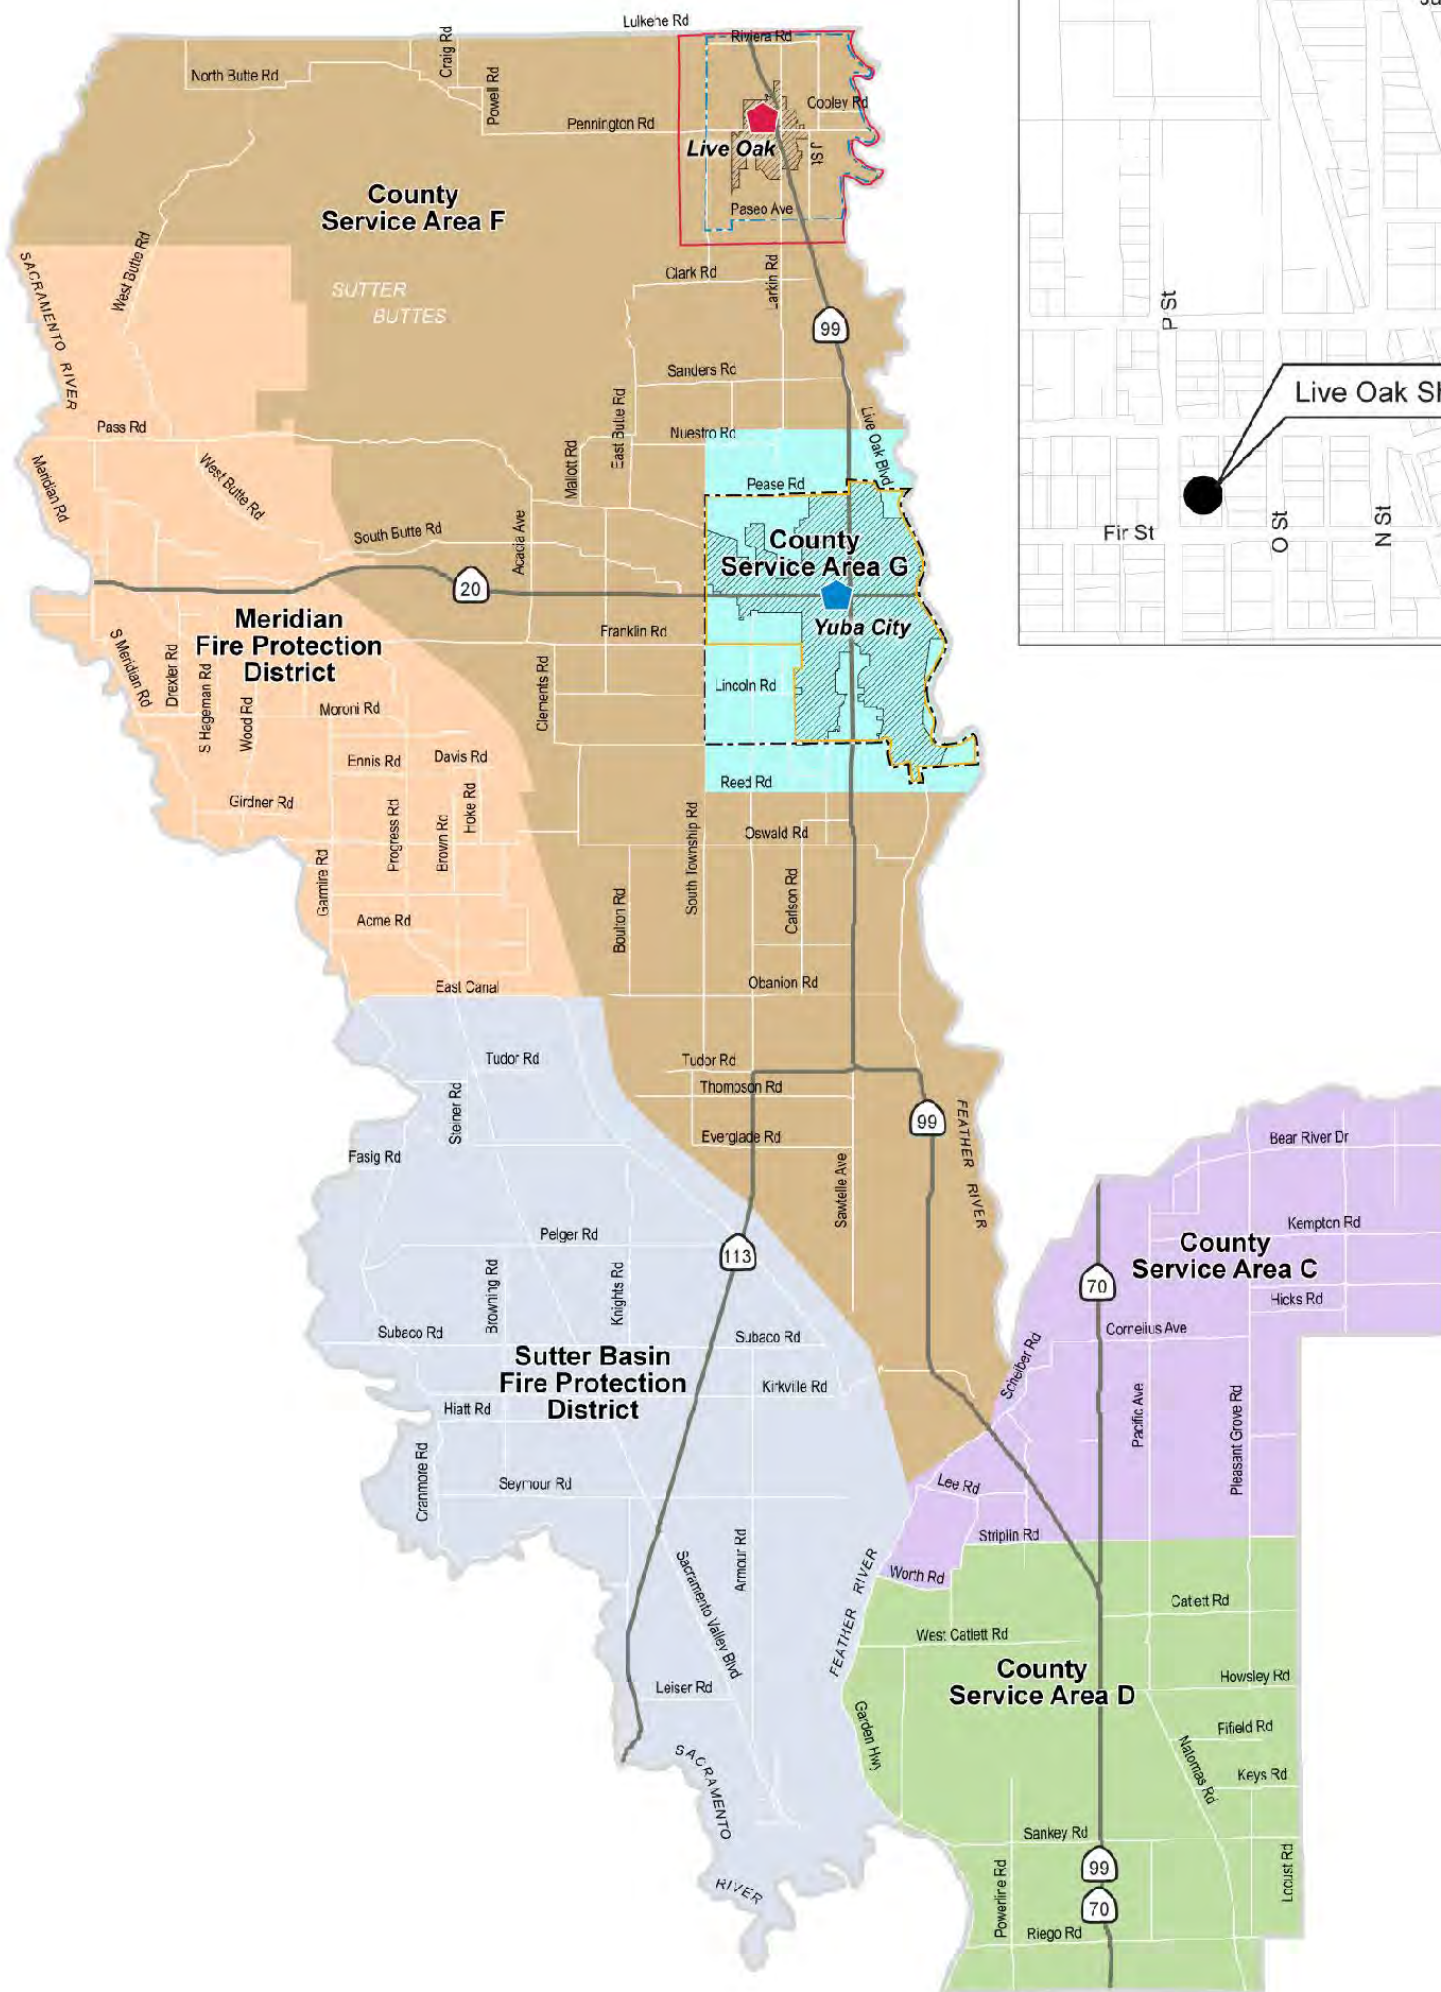 Lulkehe Rd
Riviera Rd
North Butte Rd
Craig Rd
Powell Rd
Cooley Rd
Pennington Rd
Live Oak
J St
County
Service Area F
Paseo Ave
SACRAMENTO RIVER
West Butte Rd
SUTTER
BUTTES
Clark Rd
Larkin Rd
99
P St
Live Oak Sh
Fir St
O St
N St
Sanders Rd
Pass Rd
Nuestro Rd
East Butte Rd
Mallott Rd
Live Oak Blvd
Meridian Rd
West Butte Rd
Pease Rd
South Butte Rd
Acacia Ave
County
Service Area G
20
Yuba City
Meridian
Fire Protection
District
Franklin Rd
S Meridian Rd
Drexler Rd
S Hageman Rd
Wood Rd
Clements Rd
Lincoln Rd
Moroni Rd
Ennis Rd
Davis Rd
Reed Rd
Girdner Rd
Hoke Rd
Progress Rd
Brown Rd
South Township Rd
Oswald Rd
Garmire Rd
Carlson Rd
Boulton Rd
Acme Rd
East Canal
Obanion Rd
Tudor Rd
Tudor Rd
Thompson Rd
Steiner Rd
99
FEATHER RIVER
Everglade Rd
Fasig Rd
Sawtelle Ave
Bear River Dr
Pelger Rd
113
Kempton Rd
County
Service Area C
Browning Rd
Knights Rd
70
Hicks Rd
Subaco Rd
Subaco Rd
Cornelius Ave
Scheiber Rd
Sutter Basin
Fire Protection
District
Kirkville Rd
Hiatt Rd
Pacific Ave
Pleasant Grove Rd
Cranmore Rd
Seymour Rd
Lee Rd
Striplin Rd
Armour Rd
Sacramento Valley Blvd
FEATHER RIVER
Worth Rd
Catlett Rd
West Catlett Rd
County
Service Area D
Howsley Rd
Leiser Rd
Garden Hwy
Fifield Rd
Natomas Rd
Keys Rd
SACRAMENTO
RIVER
Sankey Rd
99
Powerline Rd
Locust Rd
70
Riego Rd